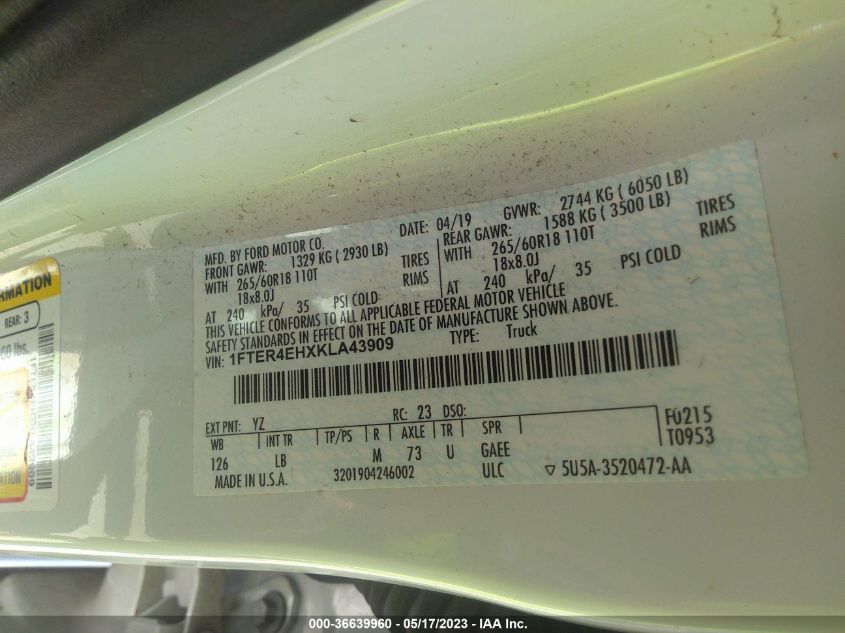 MFD. BY FORD MOTOR CO.
DATE: 04/19 GVWR: 2744 KG ( 6050 LB)
FRONT GAWR: 1329 KG ( 2930 LB)
WITH 265/60R18 110T TIRES
18x8.0J RIMS
AT 240 kPa/ 35 PSI COLD
REAR GAWR: 1588 KG ( 3500 LB)
WITH 265/60R18 110T TIRES
18x8.0J RIMS
AT 240 kPa/ 35 PSI COLD
THIS VEHICLE CONFORMS TO ALL APPLICABLE FEDERAL MOTOR VEHICLE
SAFETY STANDARDS IN EFFECT ON THE DATE OF MANUFACTURE SHOWN ABOVE.
VIN: 1FTER4EHXKLA43909 TYPE: Truck
EXT PNT: YZ RC: 23 DSO: F0215
WB INT TR TP/PS R AXLE TR SPR T0953
126 LB M 73 U GAEE
MADE IN U.S.A. 3201904246002 ULC ▽ 5U5A-3520472-AA
RMATION
REAR: 3
60 lbs.
000-36639960 — 05/17/2023 — IAA Inc.